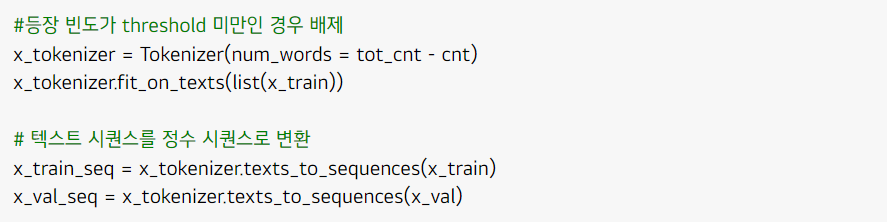 #등장 빈도가 threshold 미만인 경우 배제
x_tokenizer = Tokenizer(num_words = tot_cnt - cnt)
x_tokenizer.fit_on_texts(list(x_train))
# 텍스트 시퀀스를 정수 시퀀스로 변환
x_train_seq = x_tokenizer.texts_to_sequences(x_train)
x_val_seq = x_tokenizer.texts_to_sequences(x_val)